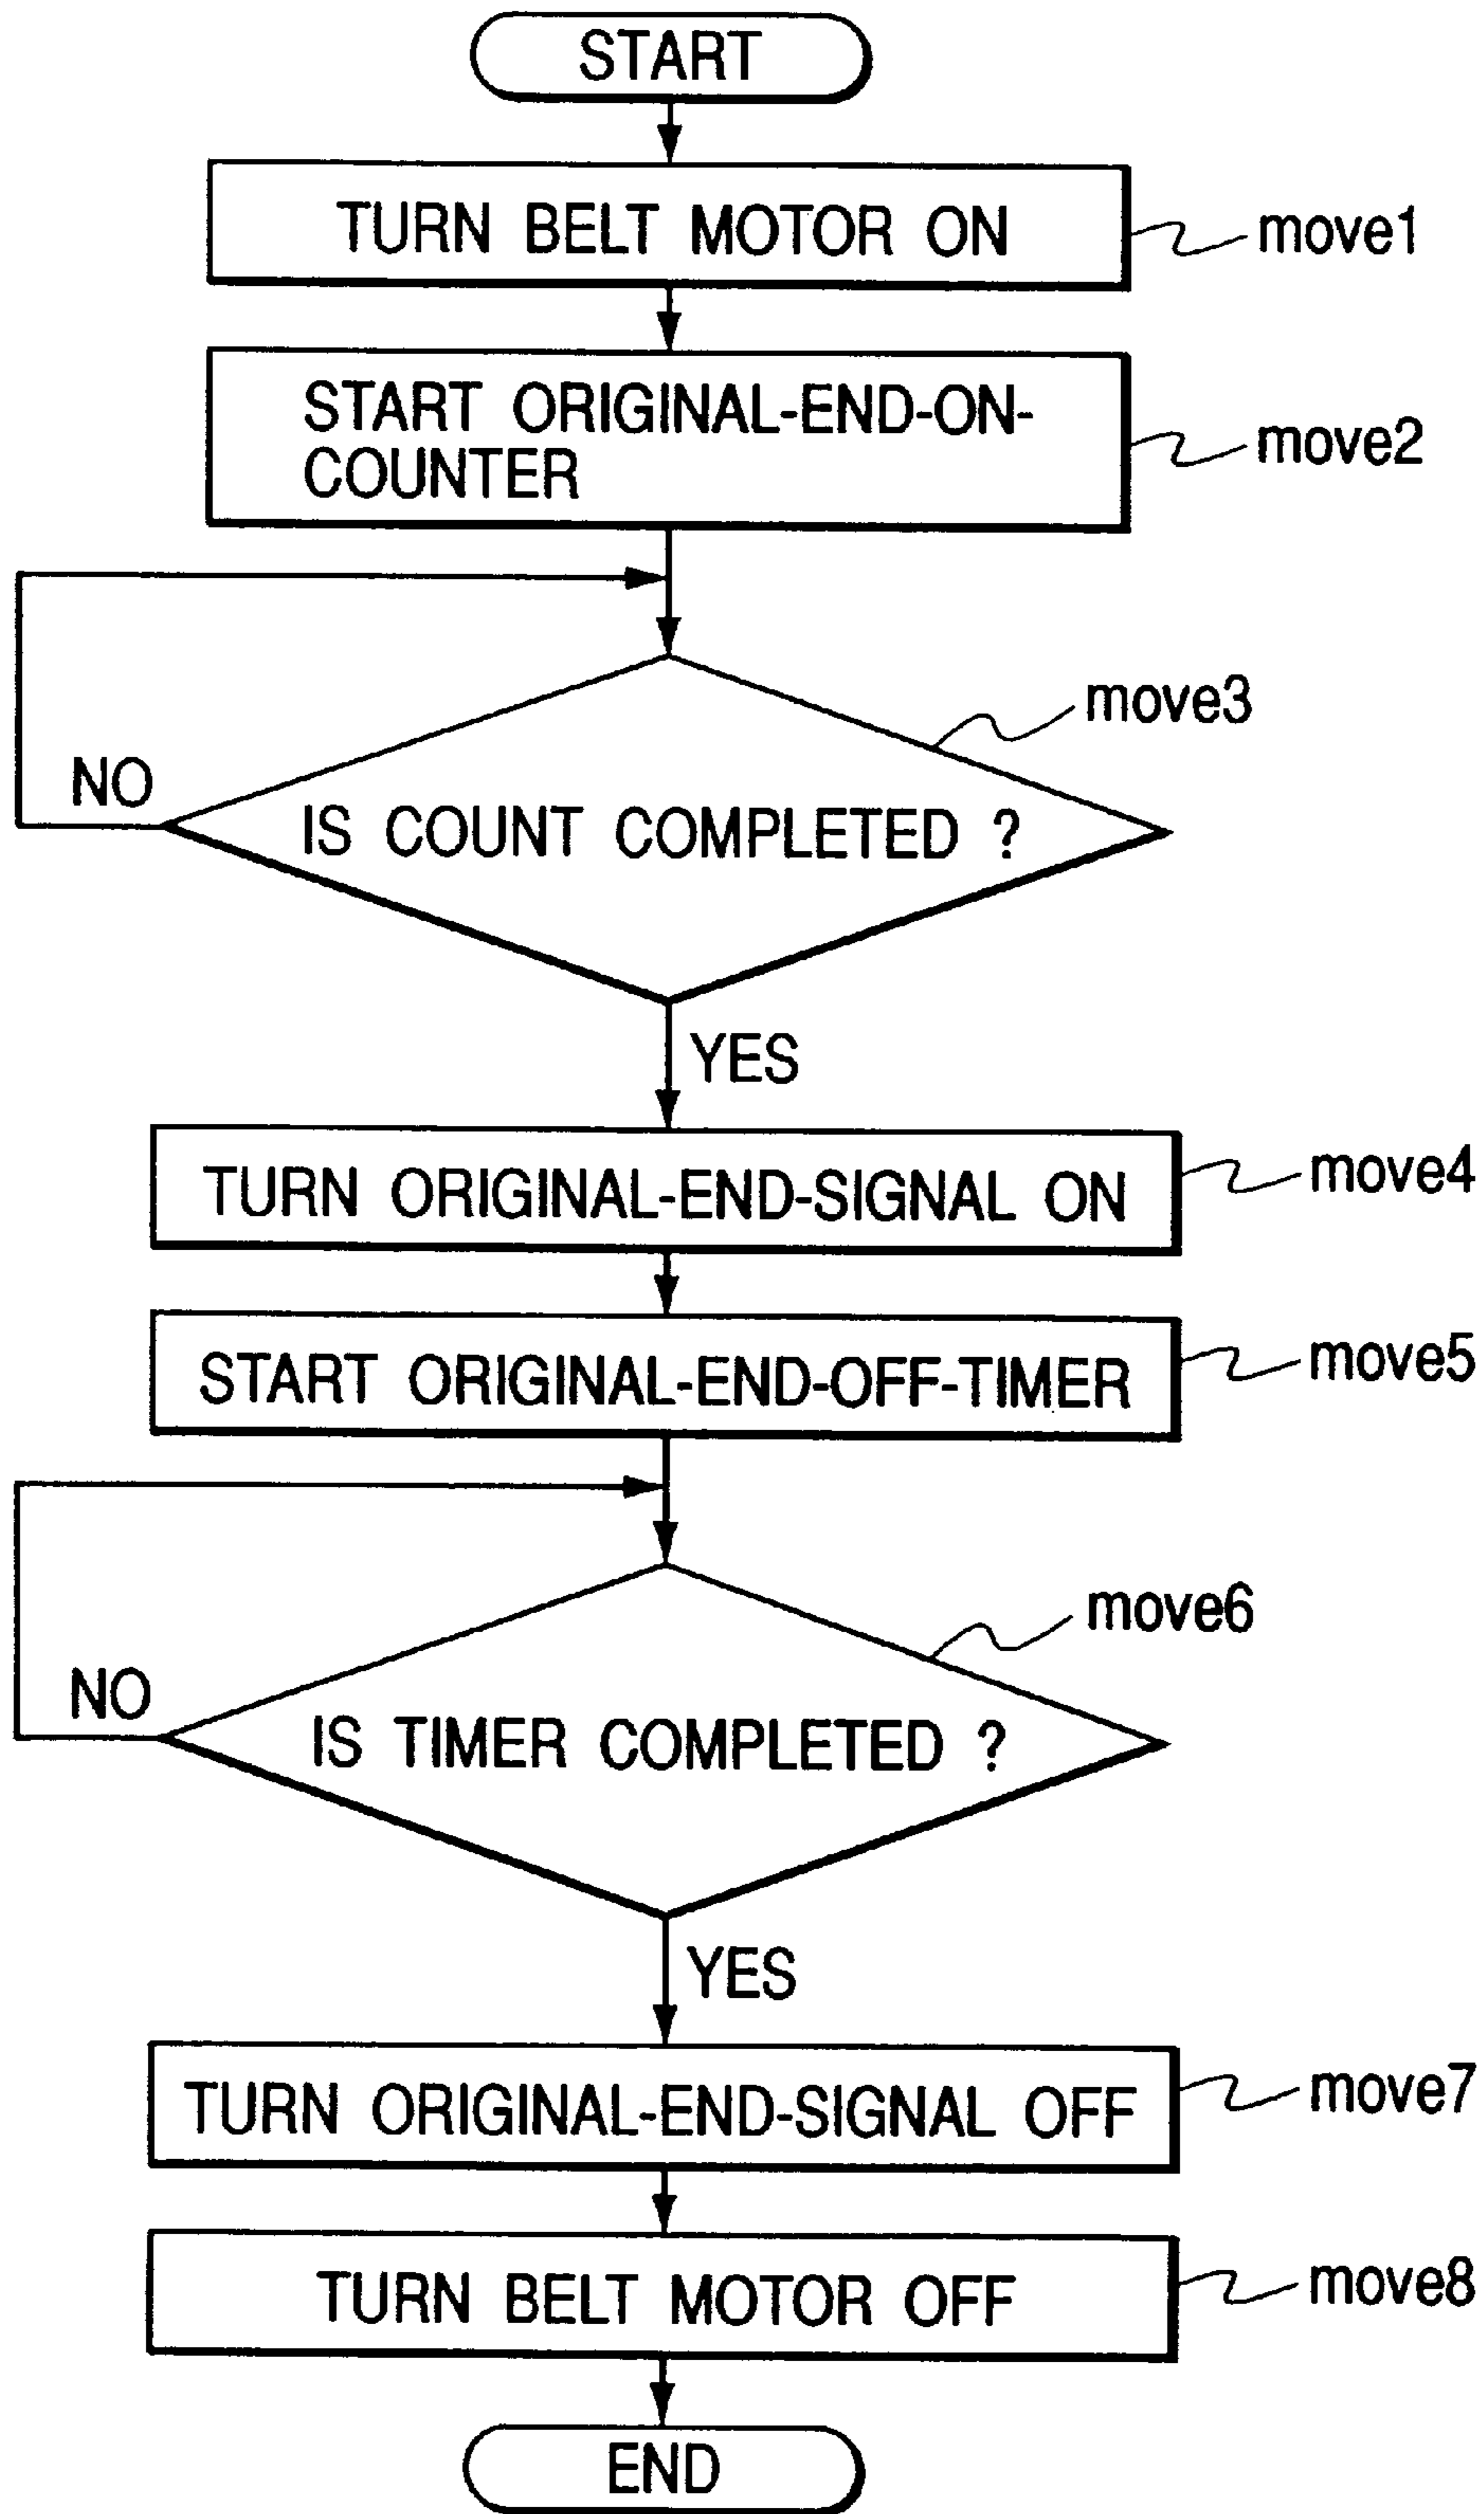 START
TURN BELT MOTOR ON
move1
START ORIGINAL-END-ON-
COUNTER
move2
move3
NO
IS COUNT COMPLETED ?
YES
TURN ORIGINAL-END-SIGNAL ON
move4
START ORIGINAL-END-OFF-TIMER
move5
move6
NO
IS TIMER COMPLETED ?
YES
TURN ORIGINAL-END-SIGNAL OFF
move7
TURN BELT MOTOR OFF
move8
END